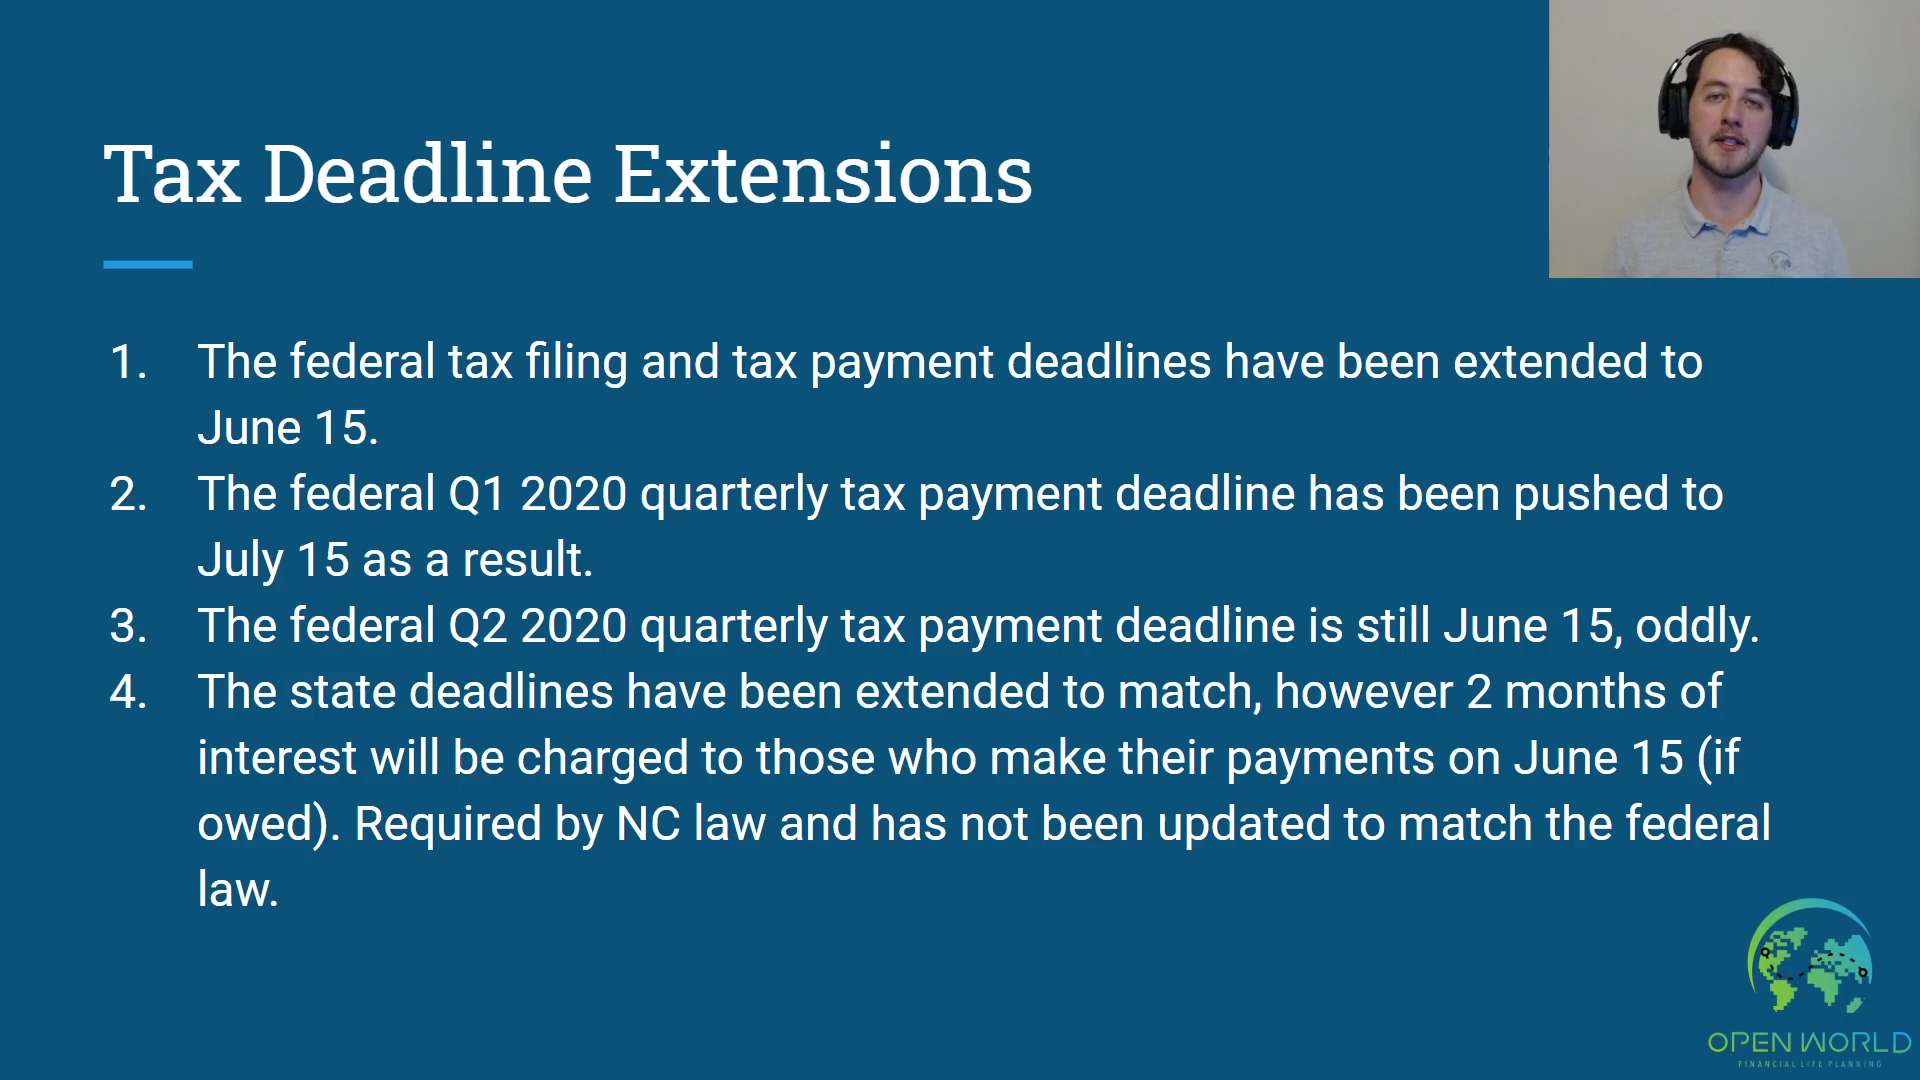 Tax Deadline Extensions
1. The federal tax filing and tax payment deadlines have been extended to
June 15.
2. The federal Q1 2020 quarterly tax payment deadline has been pushed to
July 15 as a result.
3. The federal Q2 2020 quarterly tax payment deadline is still June 15, oddly.
4. The state deadlines have been extended to match, however 2 months of
interest will be charged to those who make their payments on June 15 (if
owed). Required by NC law and has not been updated to match the federal
law.
OPEN WORLD
FINANCIAL LIFE PLANNING